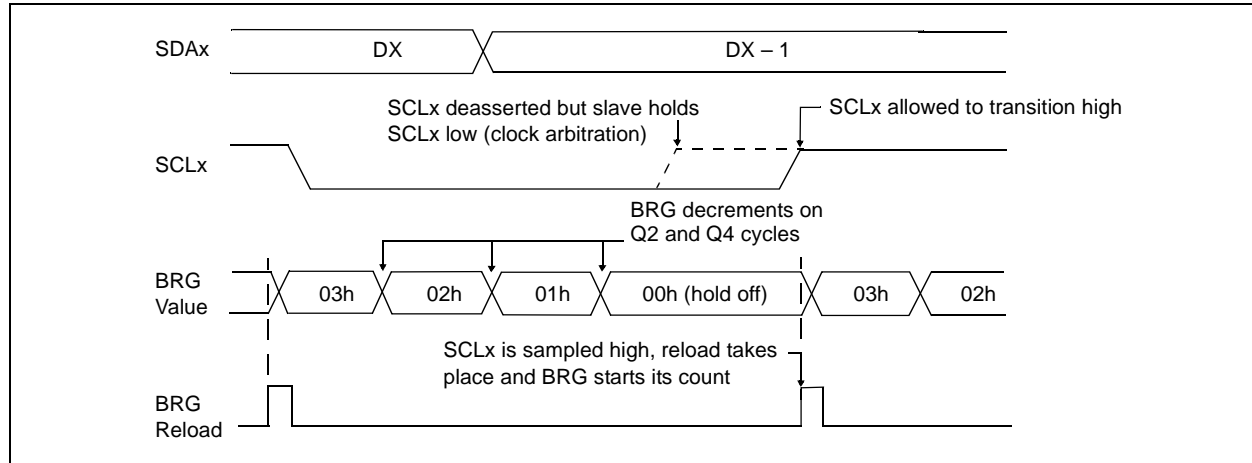 SDAx
DX
DX – 1
SCLx deasserted but slave holds
SCLx low (clock arbitration)
SCLx allowed to transition high
SCLx
BRG decrements on
Q2 and Q4 cycles
BRG
Value
03h
02h
01h
00h (hold off)
03h
02h
SCLx is sampled high, reload takes
place and BRG starts its count
BRG
Reload